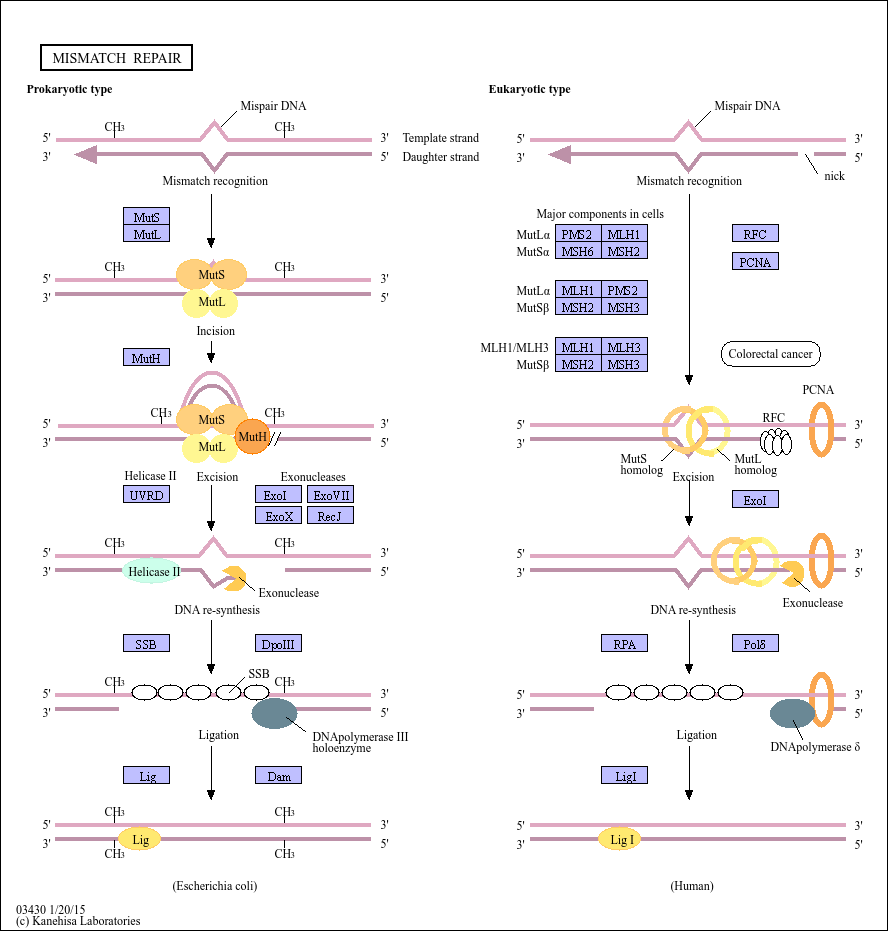 MISMATCH REPAIR
Prokaryotic type
Mispair DNA
CH3
CH3
5'
3'
3'
5'
Template strand
Daughter strand
Mismatch recognition
MutS
MutL
CH3
CH3
MutS
MutL
5'
3'
3'
5'
Incision
MutH
CH3
CH3
MutS
MutL
MutH
5'
3'
3'
5'
Helicase II
UVRD
Excision
Exonucleases
ExoI
ExoVII
ExoX
RecJ
CH3
CH3
5'
3'
3'
5'
Helicase II
Exonuclease
DNA re-synthesis
SSB
DpoIII
SSB
CH3
CH3
5'
3'
3'
5'
DNApolymerase III
holoenzyme
Ligation
Lig
Dam
CH3
CH3
5'
3'
3'
5'
Lig
CH3
CH3
(Escherichia coli)
Eukaryotic type
Mispair DNA
5'
3'
3'
5'
nick
Mismatch recognition
Major components in cells
MutLα PMS2 MLH1
MutSα MSH6 MSH2
MutLα MLH1 PMS2
MutSβ MSH2 MSH3
MLH1/MLH3 MLH1 MLH3
MutSβ MSH2 MSH3
RFC
PCNA
Colorectal cancer
PCNA
RFC
5'
3'
3'
5'
MutS
homolog
MutL
homolog
Excision
ExoI
5'
3'
3'
5'
Exonuclease
DNA re-synthesis
RPA
Polδ
5'
3'
3'
5'
DNApolymerase δ
Ligation
LigI
5'
3'
3'
5'
Lig I
(Human)
03430 1/20/15
(c) Kanehisa Laboratories